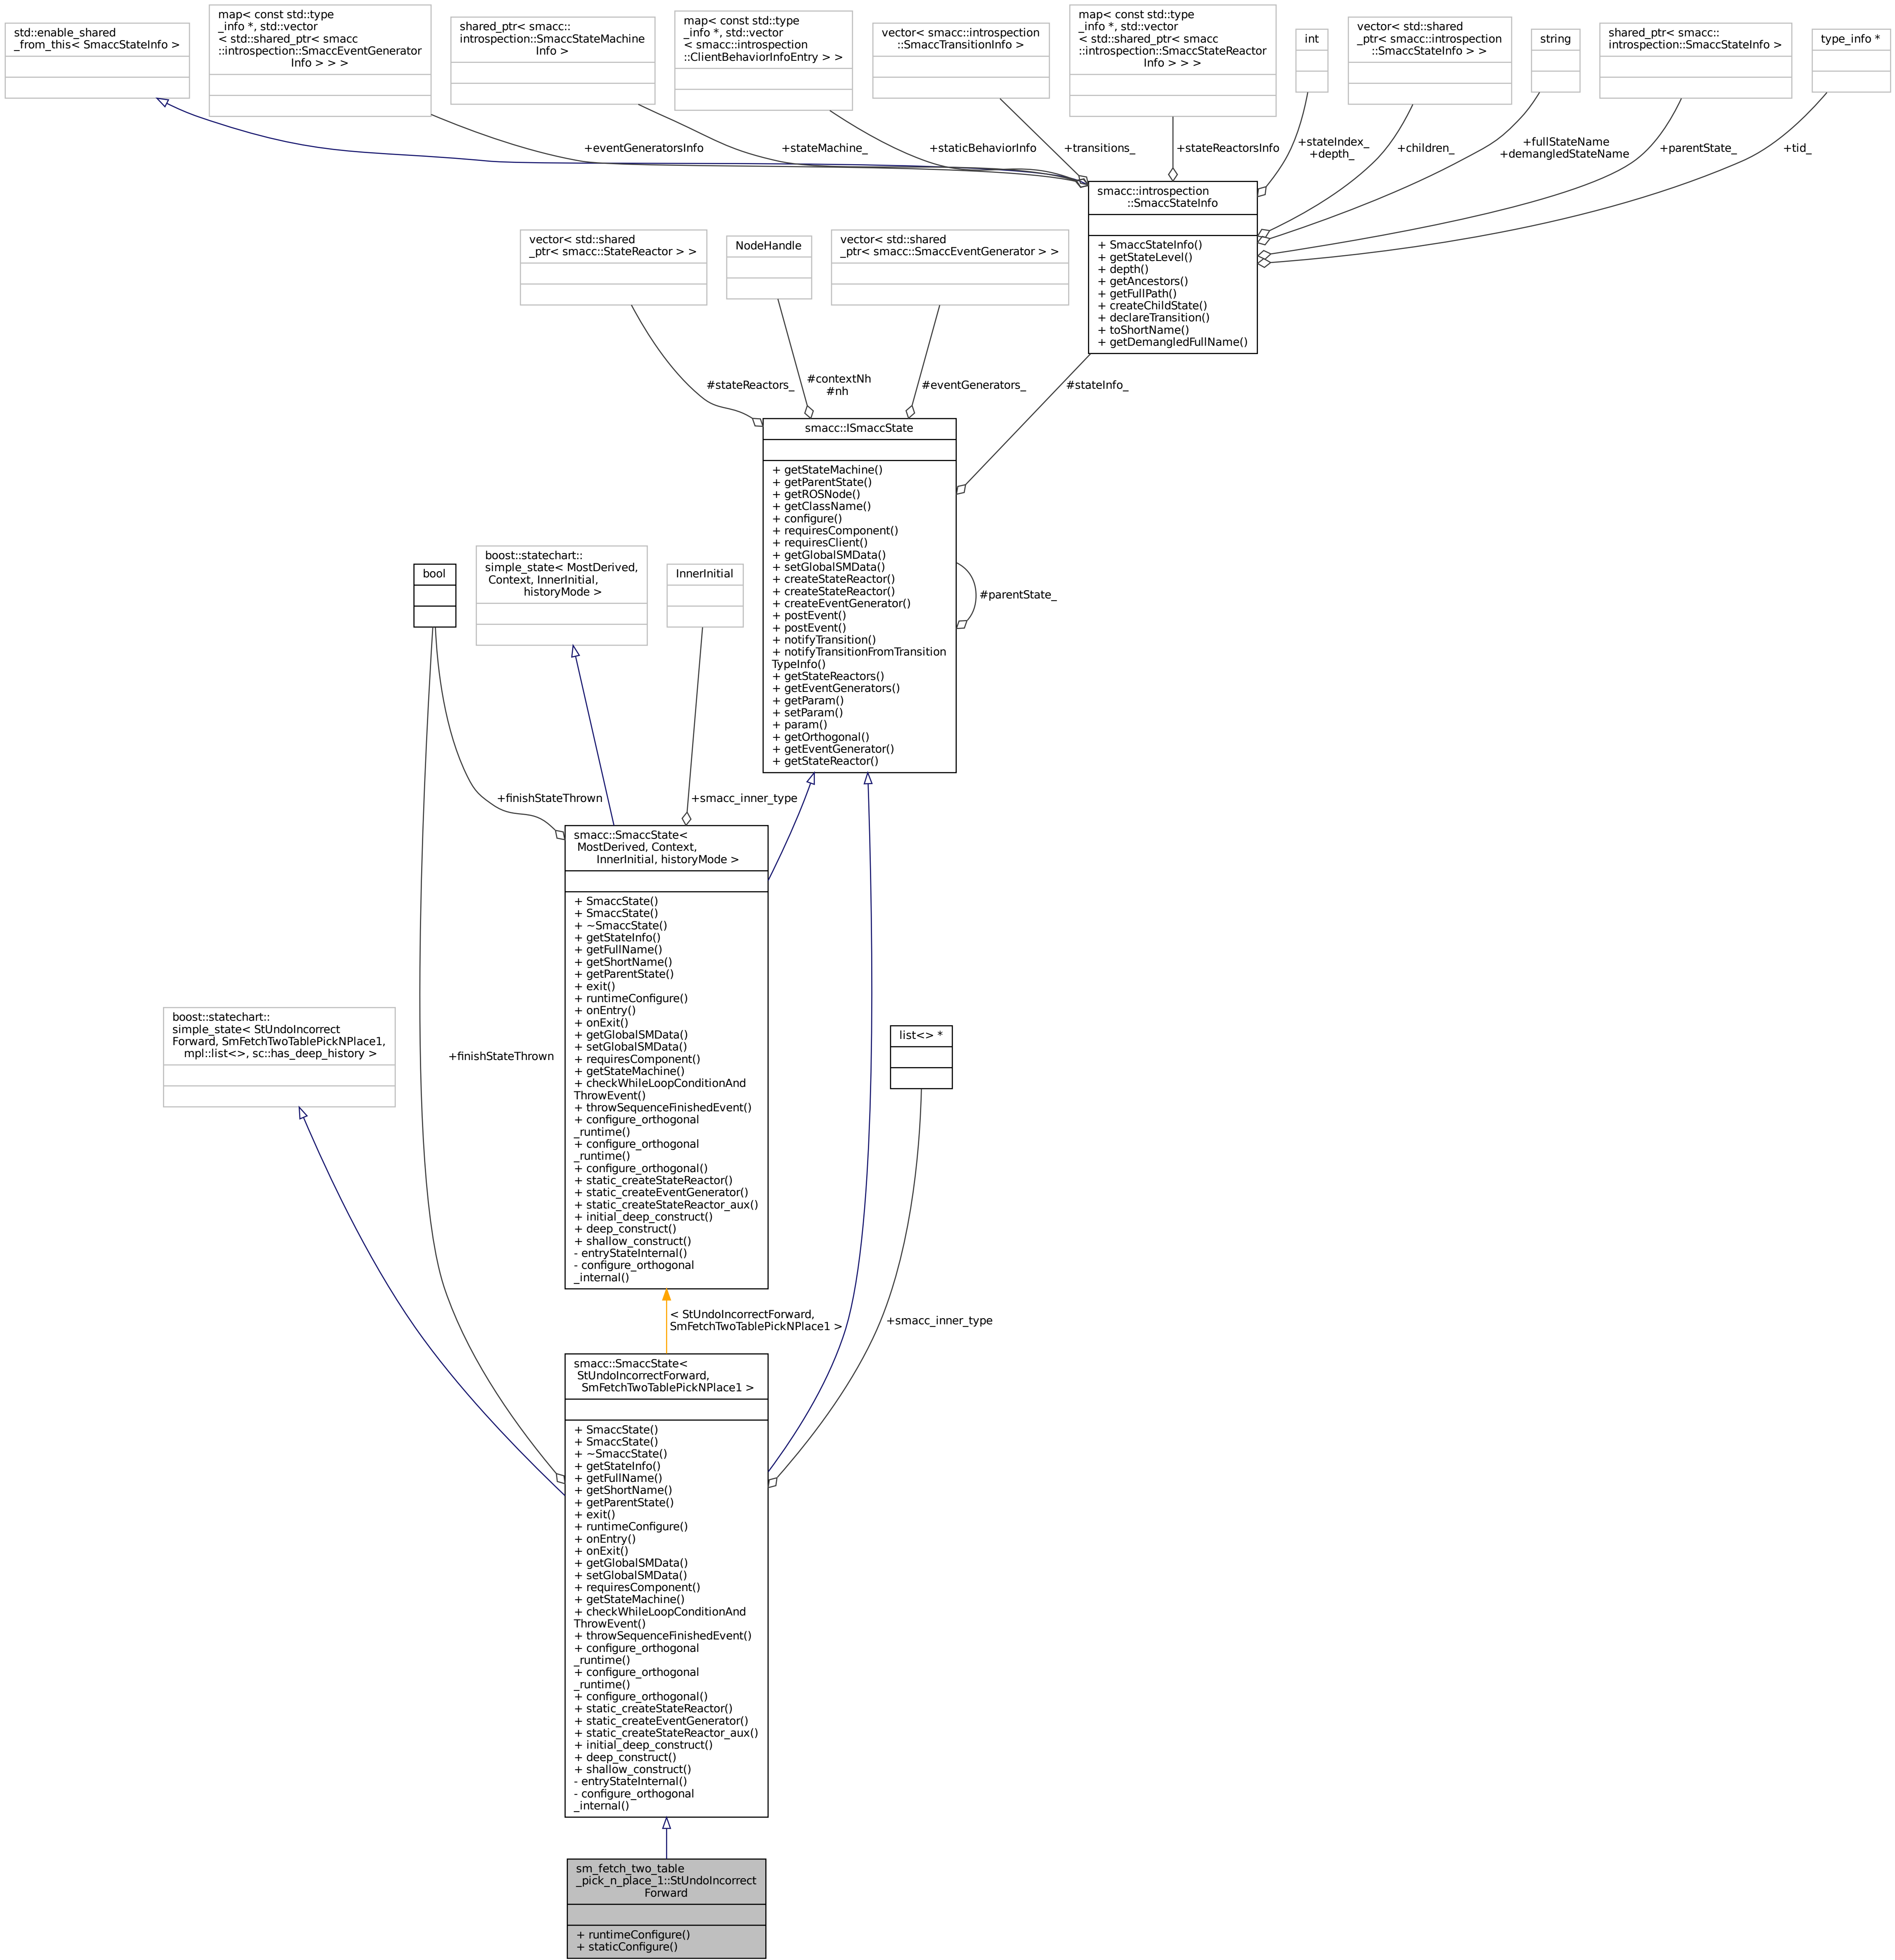 std::enable_shared
_from_this< SmaccStateInfo >
map< const std::type
_info *, std::vector
< std::shared_ptr< smacc
::introspection::SmaccEventGenerator
Info > > >
shared_ptr< smacc::
introspection::SmaccStateMachine
Info >
map< const std::type
_info *, std::vector
< smacc::introspection
::ClientBehaviorInfoEntry > >
vector< smacc::introspection
::SmaccTransitionInfo >
map< const std::type
_info *, std::vector
< std::shared_ptr< smacc
::introspection::SmaccStateReactor
Info > > >
int
vector< std::shared
_ptr< smacc::introspection
::SmaccStateInfo > >
string
shared_ptr< smacc::
introspection::SmaccStateInfo >
type_info *
+eventGeneratorsInfo
+stateMachine_
+staticBehaviorInfo
+transitions_
+stateReactorsInfo
+stateIndex_
+depth_
+children_
+fullStateName
+demangledStateName
+parentState_
+tid_
smacc::introspection
::SmaccStateInfo
+ SmaccStateInfo()
+ getStateLevel()
+ depth()
+ getAncestors()
+ getFullPath()
+ createChildState()
+ declareTransition()
+ toShortName()
+ getDemangledFullName()
vector< std::shared
_ptr< smacc::StateReactor > >
NodeHandle
vector< std::shared
_ptr< smacc::SmaccEventGenerator > >
#stateReactors_
#contextNh
#nh
#eventGenerators_
#stateInfo_
smacc::ISmaccState
+ getStateMachine()
+ getParentState()
+ getROSNode()
+ getClassName()
+ configure()
+ requiresComponent()
+ requiresClient()
+ getGlobalSMData()
+ setGlobalSMData()
+ createStateReactor()
+ createStateReactor()
+ createEventGenerator()
+ postEvent()
+ postEvent()
+ notifyTransition()
+ notifyTransitionFromTransition
TypeInfo()
+ getStateReactors()
+ getEventGenerators()
+ getParam()
+ setParam()
+ param()
+ getOrthogonal()
+ getEventGenerator()
+ getStateReactor()
#parentState_
bool
boost::statechart::
simple_state< MostDerived,
Context, InnerInitial,
historyMode >
InnerInitial
+finishStateThrown
+smacc_inner_type
smacc::SmaccState<
MostDerived, Context,
InnerInitial, historyMode >
+ SmaccState()
+ SmaccState()
+ ~SmaccState()
+ getStateInfo()
+ getFullName()
+ getShortName()
+ getParentState()
+ exit()
+ runtimeConfigure()
+ onEntry()
+ onExit()
+ getGlobalSMData()
+ setGlobalSMData()
+ requiresComponent()
+ getStateMachine()
+ checkWhileLoopConditionAnd
ThrowEvent()
+ throwSequenceFinishedEvent()
+ configure_orthogonal
_runtime()
+ configure_orthogonal
_runtime()
+ configure_orthogonal()
+ static_createStateReactor()
+ static_createEventGenerator()
+ static_createStateReactor_aux()
+ initial_deep_construct()
+ deep_construct()
+ shallow_construct()
- entryStateInternal()
- configure_orthogonal
_internal()
boost::statechart::
simple_state< StUndoIncorrect
Forward, SmFetchTwoTablePickNPlace1,
mpl::list<>, sc::has_deep_history >
+finishStateThrown
list<> *
< StUndoIncorrectForward,
SmFetchTwoTablePickNPlace1 >
+smacc_inner_type
smacc::SmaccState<
StUndoIncorrectForward,
SmFetchTwoTablePickNPlace1 >
+ SmaccState()
+ SmaccState()
+ ~SmaccState()
+ getStateInfo()
+ getFullName()
+ getShortName()
+ getParentState()
+ exit()
+ runtimeConfigure()
+ onEntry()
+ onExit()
+ getGlobalSMData()
+ setGlobalSMData()
+ requiresComponent()
+ getStateMachine()
+ checkWhileLoopConditionAnd
ThrowEvent()
+ throwSequenceFinishedEvent()
+ configure_orthogonal
_runtime()
+ configure_orthogonal
_runtime()
+ configure_orthogonal()
+ static_createStateReactor()
+ static_createEventGenerator()
+ static_createStateReactor_aux()
+ initial_deep_construct()
+ deep_construct()
+ shallow_construct()
- entryStateInternal()
- configure_orthogonal
_internal()
sm_fetch_two_table
_pick_n_place_1::StUndoIncorrect
Forward
+ runtimeConfigure()
+ staticConfigure()